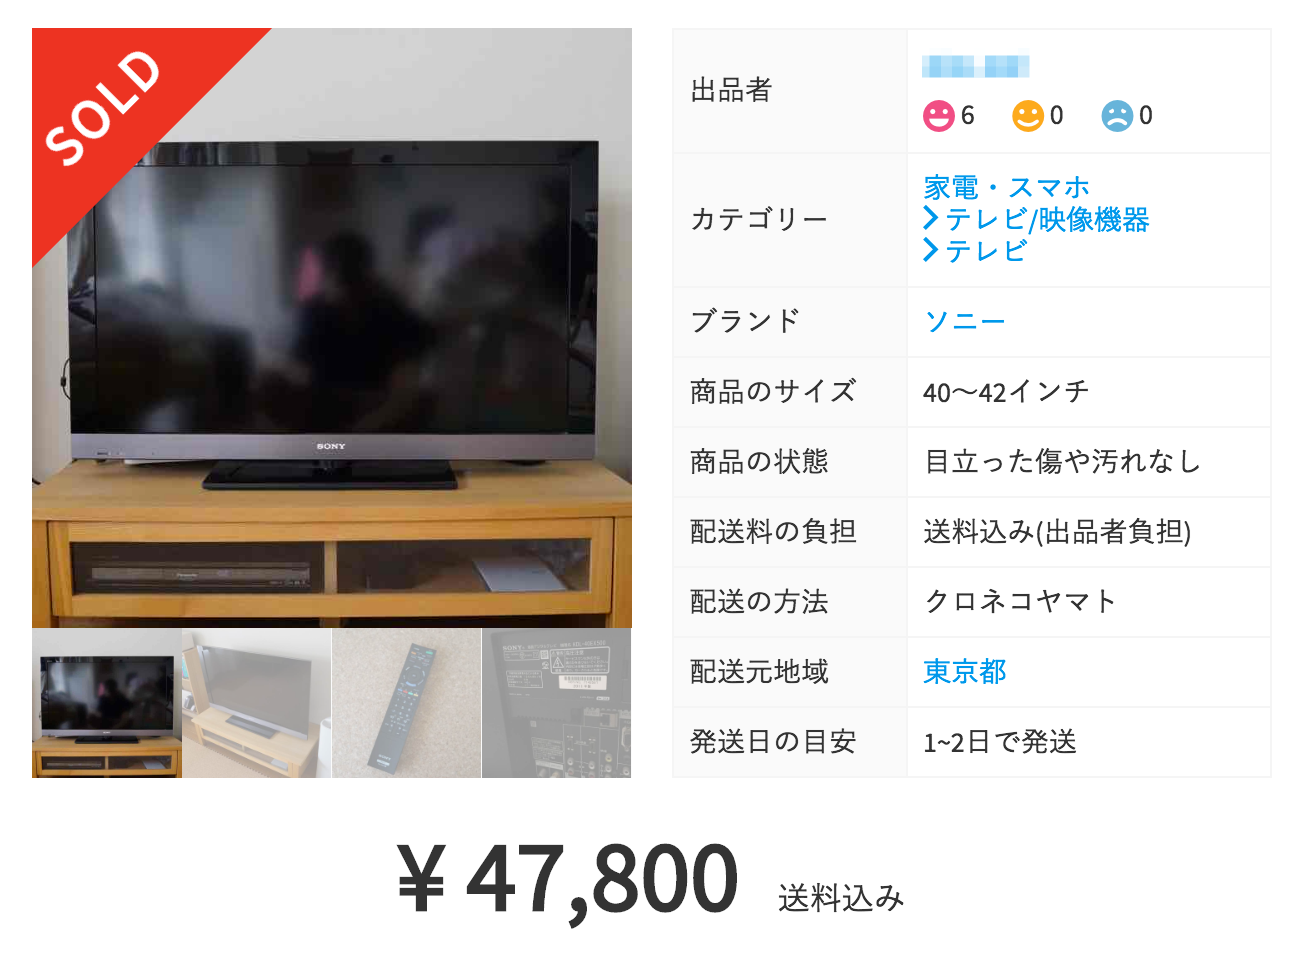 SOLD
SONY
出品者
6 0 0
カテゴリー
家電・スマホ
テレビ/映像機器
テレビ
ブランド
ソニー
商品のサイズ
40〜42インチ
商品の状態
目立った傷や汚れなし
配送料の負担
送料込み(出品者負担)
配送の方法
クロネコヤマト
配送元地域
東京都
発送日の目安
1~2日で発送
¥ 47,800 送料込み